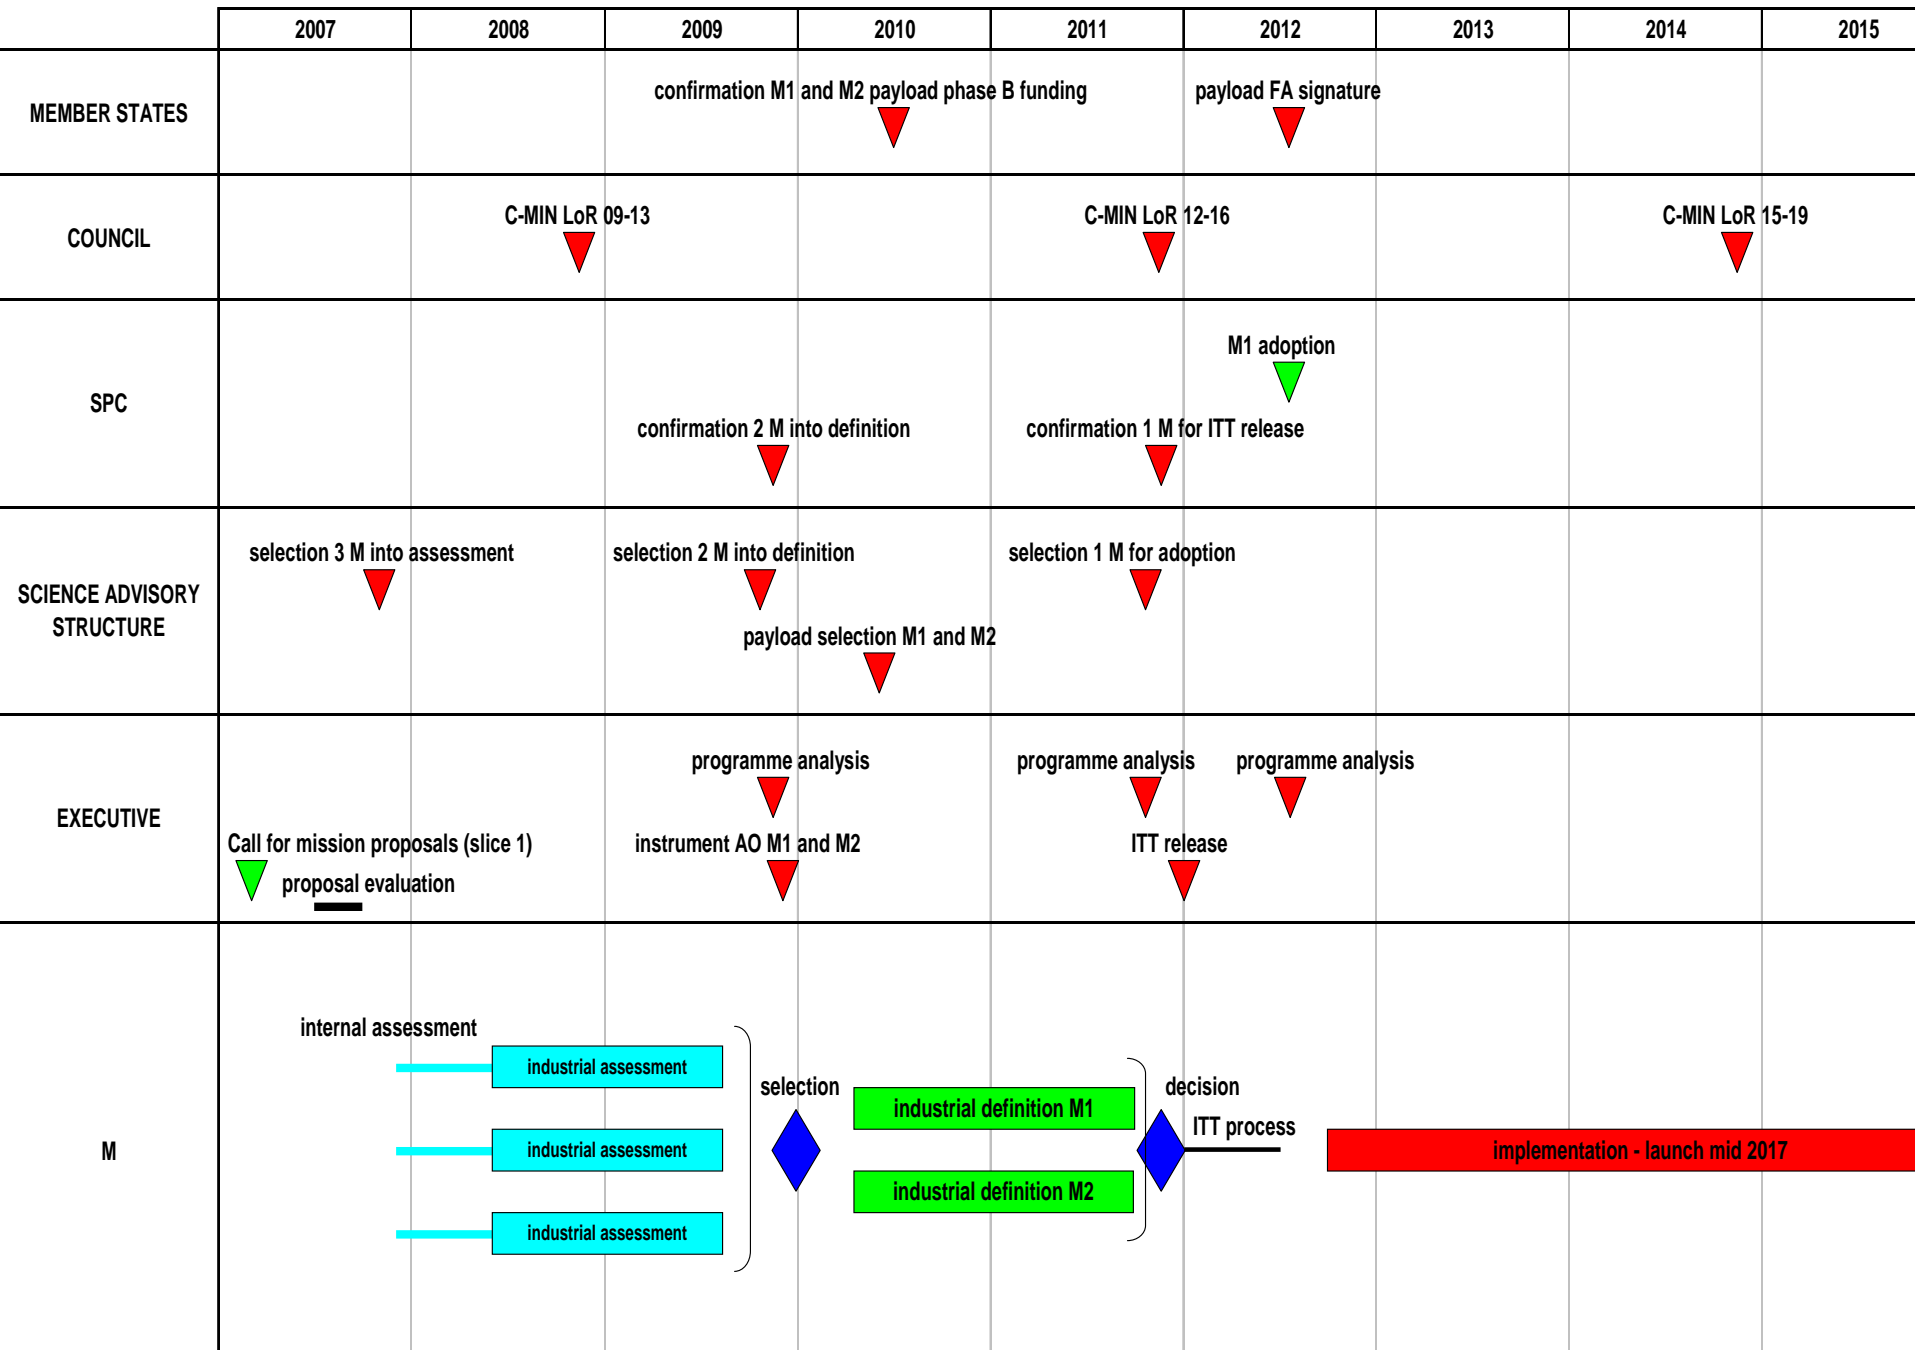 2007 2008 2009 2010 2011 2012 2013 2014 2015
confirmation M1 and M2 payload phase B funding payload FA signature
MEMBER STATES
C-MIN LoR 09-13 C-MIN LoR 12-16 C-MIN LoR 15-19
COUNCIL
M1 adoption
SPC
confirmation 2 M into definition confirmation 1 M for ITT release
selection 3 M into assessment selection 2 M into definition selection 1 M for adoption
SCIENCE ADVISORY
STRUCTURE
payload selection M1 and M2
programme analysis programme analysis programme analysis
EXECUTIVE
Call for mission proposals (slice 1) instrument AO M1 and M2 ITT release
proposal evaluation
internal assessment
industrial assessment
selection decision
industrial definition M1
ITT process
M
industrial assessment
implementation - launch mid 2017
industrial definition M2
industrial assessment